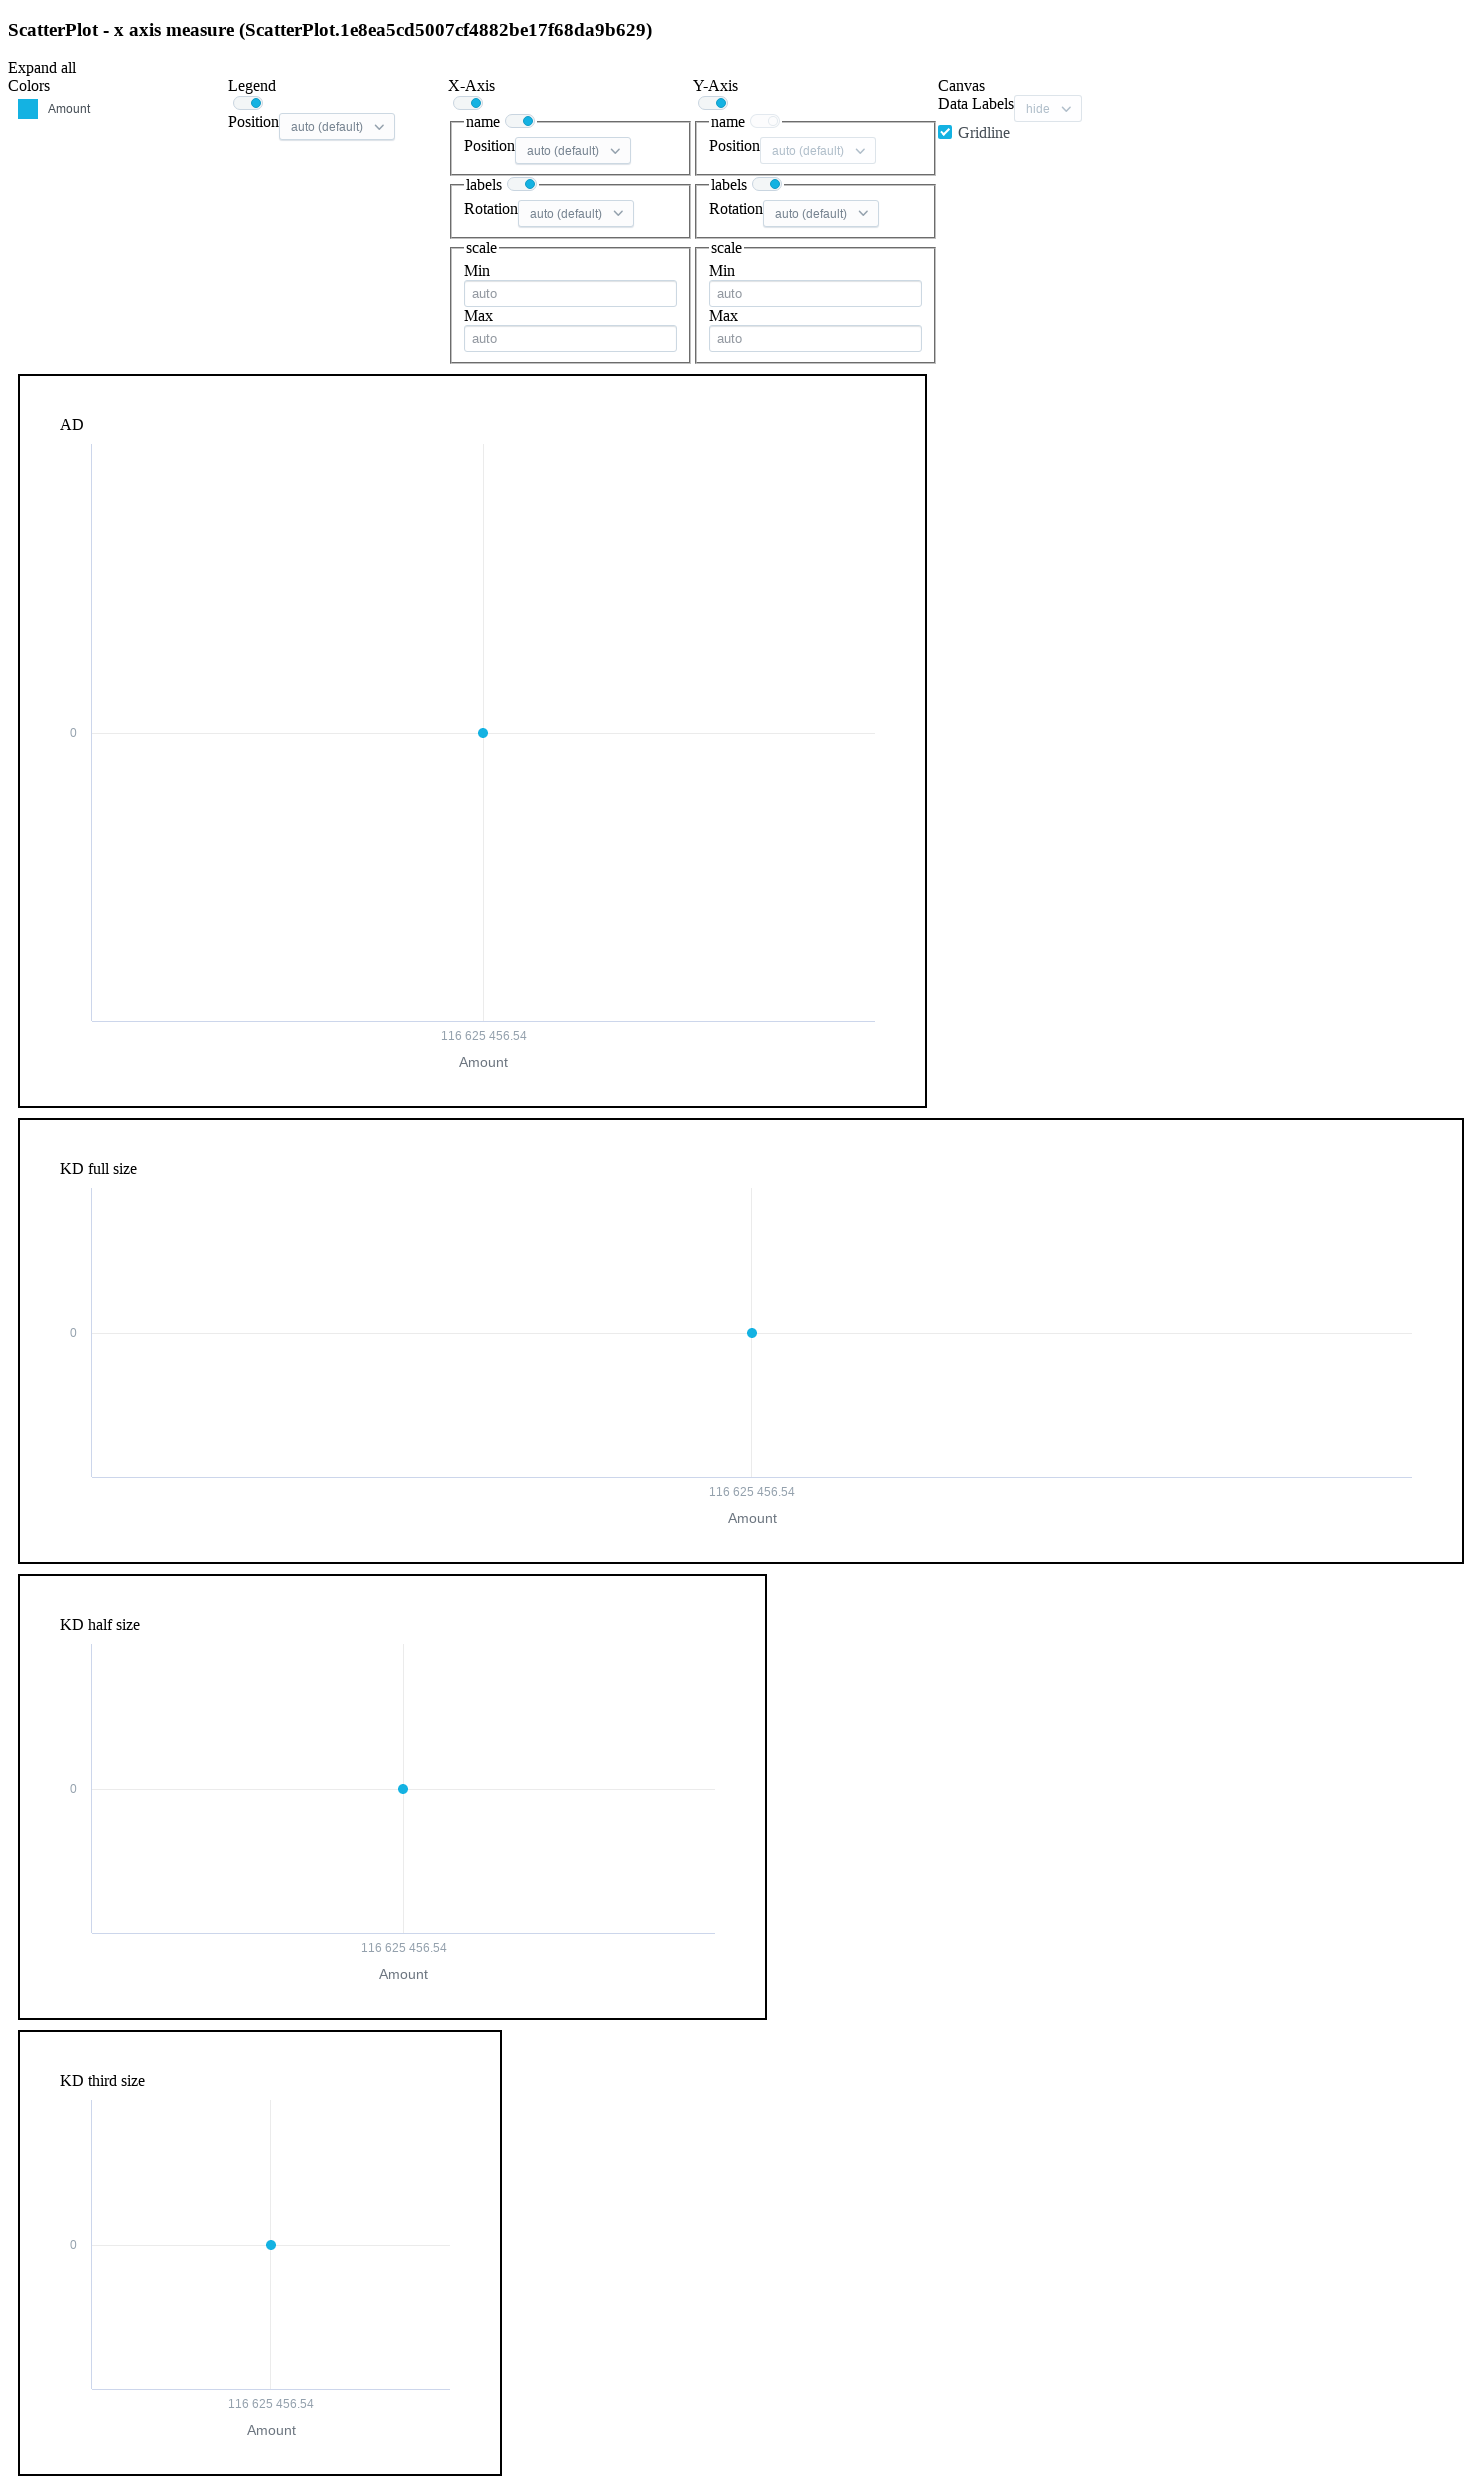 ScatterPlot - x axis measure (ScatterPlot.1e8ea5cd5007cf4882be17f68da9b629)
Expand all
Colors
Amount
Legend
Position auto (default)
X-Axis
name
Position auto (default)
labels
Rotation auto (default)
scale
Min
auto
Max
auto
Y-Axis
name
Position auto (default)
labels
Rotation auto (default)
scale
Min
auto
Max
auto
Canvas
Data Labels hide
Gridline
AD
0
116 625 456.54
Amount
KD full size
0
116 625 456.54
Amount
KD half size
0
116 625 456.54
Amount
KD third size
0
116 625 456.54
Amount